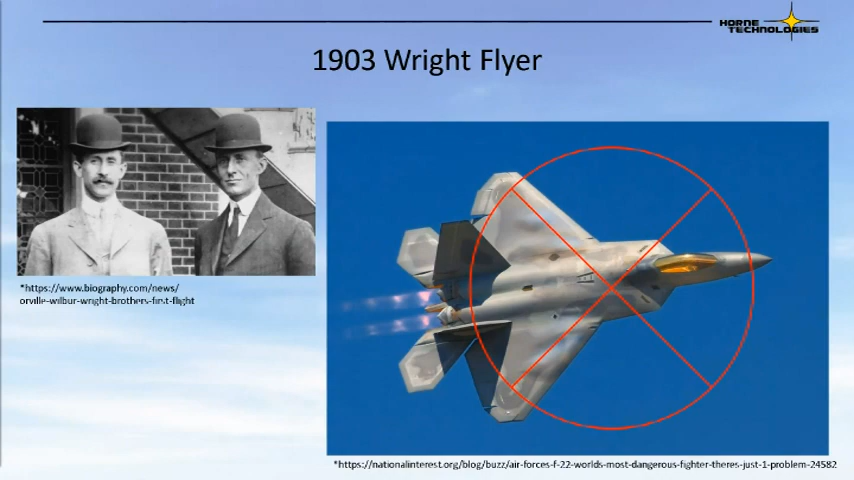 HORNE
TECHNOLOGIES
1903 Wright Flyer
*https://www.biography.com/news/
orville-wilbur-wright-brothers-first-flight
*https://nationalinterest.org/blog/buzz/air-forces-f-22-worlds-most-dangerous-fighter-theres-just-1-problem-24582